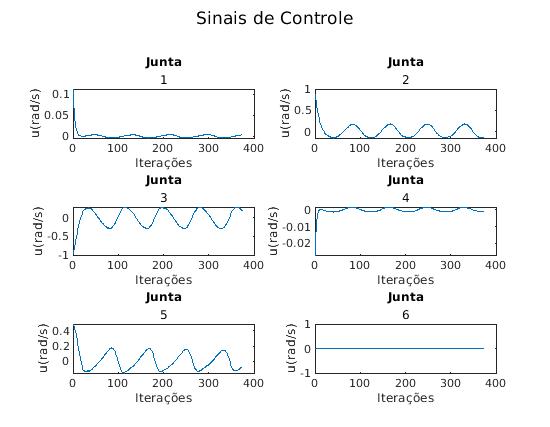 Sinais de Controle
Junta
1
u(rad/s)
0.1
0.05
0
0 100 200 300 400
Iterações
Junta
2
u(rad/s)
1
0.5
0
0 100 200 300 400
Iterações
Junta
3
u(rad/s)
0
-0.5
-1
0 100 200 300 400
Iterações
Junta
4
u(rad/s)
0
-0.01
-0.02
0 100 200 300 400
Iterações
Junta
5
u(rad/s)
0.4
0.2
0
0 100 200 300 400
Iterações
Junta
6
u(rad/s)
1
0
-1
0 100 200 300 400
Iterações